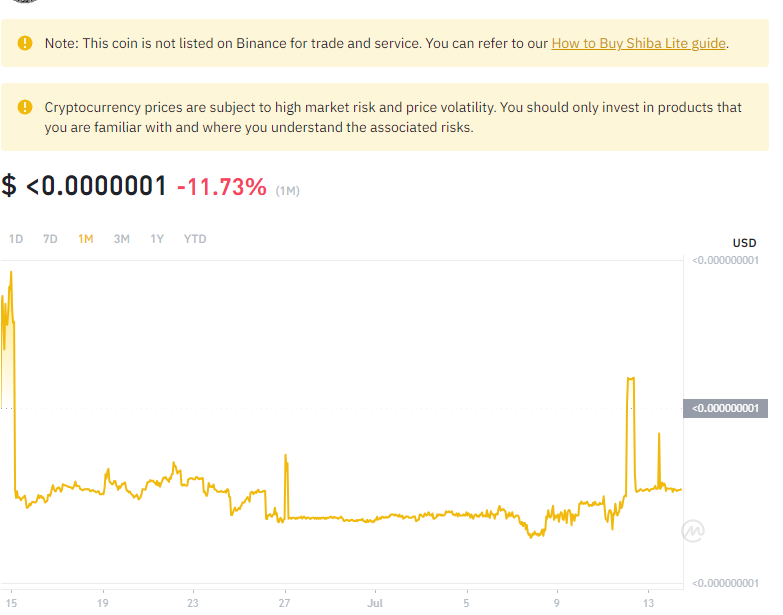 Note: This coin is not listed on Binance for trade and service. You can refer to our How to Buy Shiba Lite guide.
Cryptocurrency prices are subject to high market risk and price volatility. You should only invest in products that
you are familiar with and where you understand the associated risks.
$ <0.0000001 -11.73% (1M)
1D 7D 1M 3M 1Y YTD
USD
<0.000000001
<0.000000001
<0.000000001
15 19 23 27 Jul 5 9 13